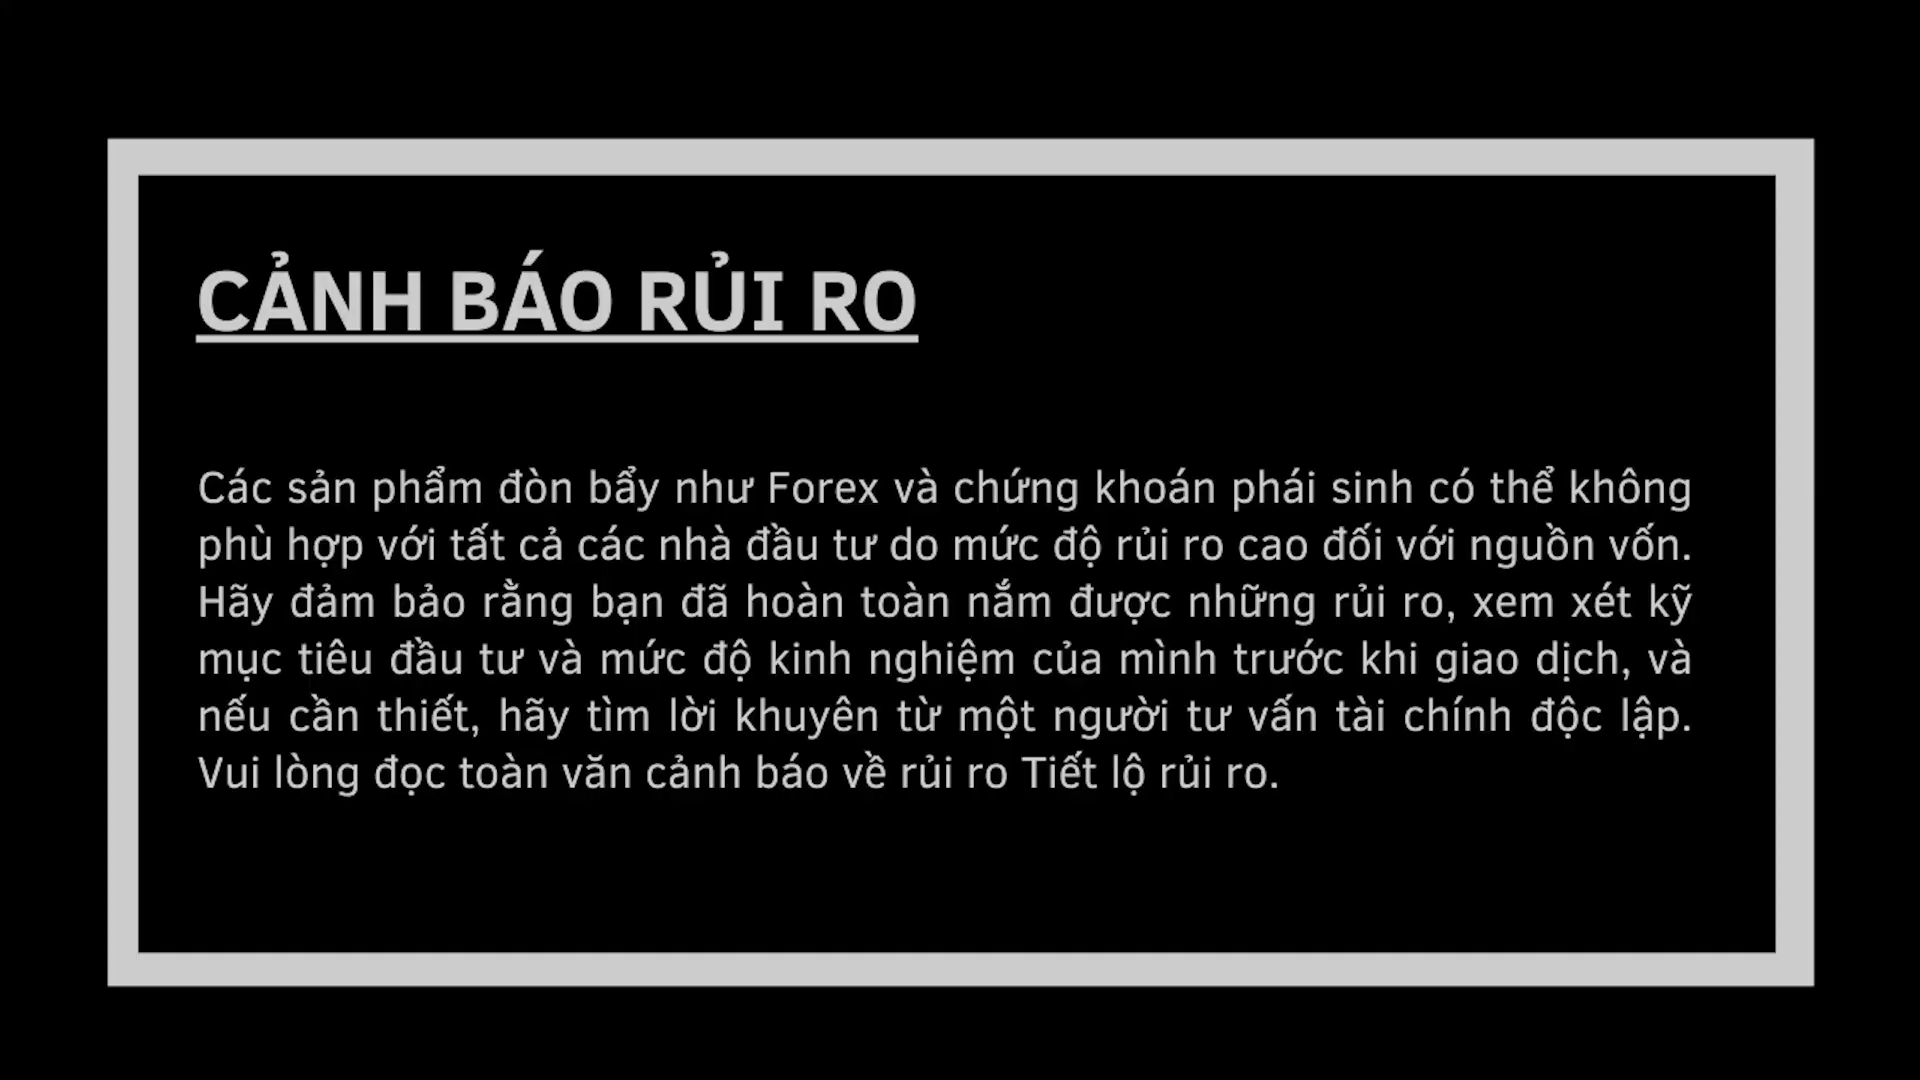 CẢNH BÁO RỦI RO
Các sản phẩm đòn bẩy như Forex và chứng khoán phái sinh có thể không
phù hợp với tất cả các nhà đầu tư do mức độ rủi ro cao đối với nguồn vốn.
Hãy đảm bảo rằng bạn đã hoàn toàn nắm được những rủi ro, xem xét kỹ
mục tiêu đầu tư và mức độ kinh nghiệm của mình trước khi giao dịch, và
nếu cần thiết, hãy tìm lời khuyên từ một người tư vấn tài chính độc lập.
Vui lòng đọc toàn văn cảnh báo về rủi ro Tiết lộ rủi ro.